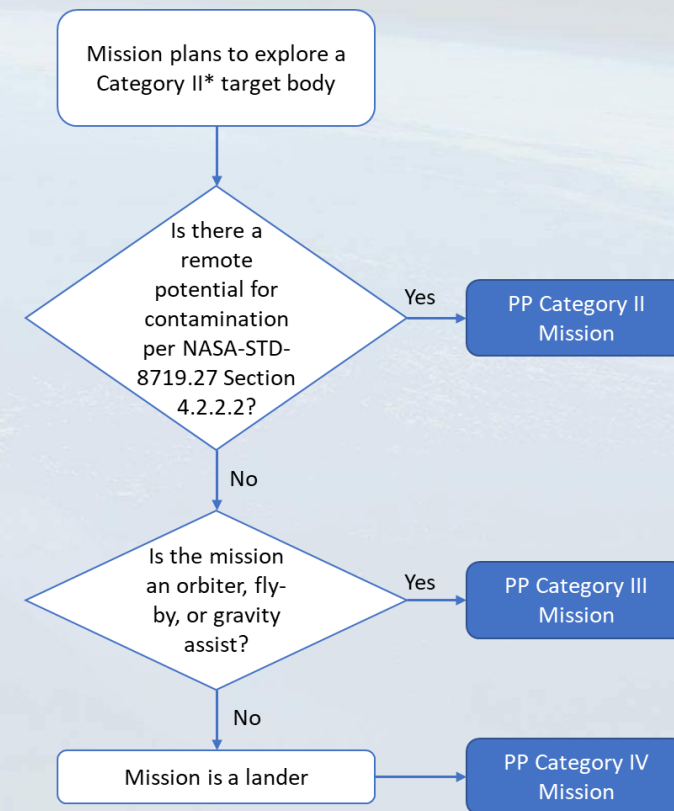 Mission plans to explore a
Category II* target body
Is there a
remote
potential for
contamination
per NASA-STD-
8719.27 Section
4.2.2.2?
Yes
PP Category II
Mission
No
Is the mission
an orbiter, fly-
by, or gravity
assist?
Yes
PP Category III
Mission
No
Mission is a lander
PP Category IV
Mission